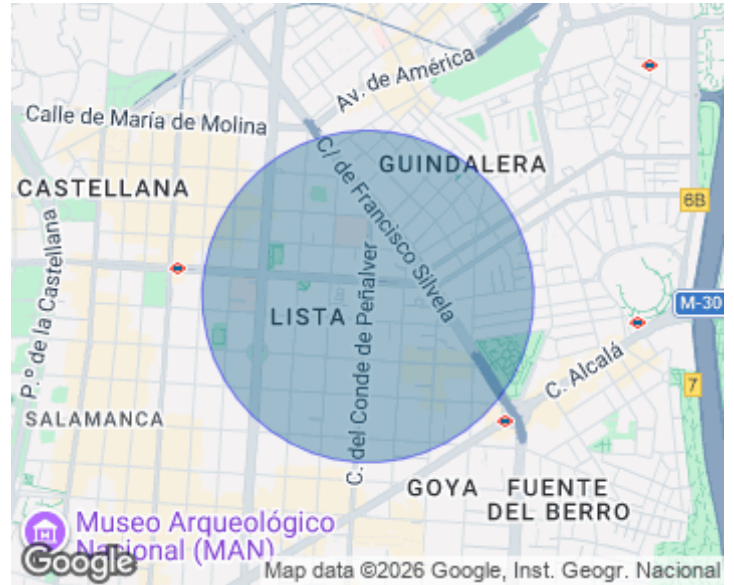 Av. de América
Calle de María de Molina
C/ de Francisco Silvela
GUINDALERA
CASTELLANA
6B
P.º de la Castellana
C. del Conde de Peñalver
LISTA
M-30
C. Alcalá
7
SALAMANCA
GOYA
FUENTE
DEL BERRO
Museo Arqueológico
Nacional (MAN)
Google
Map data ©2026 Google, Inst. Geogr. Nacional